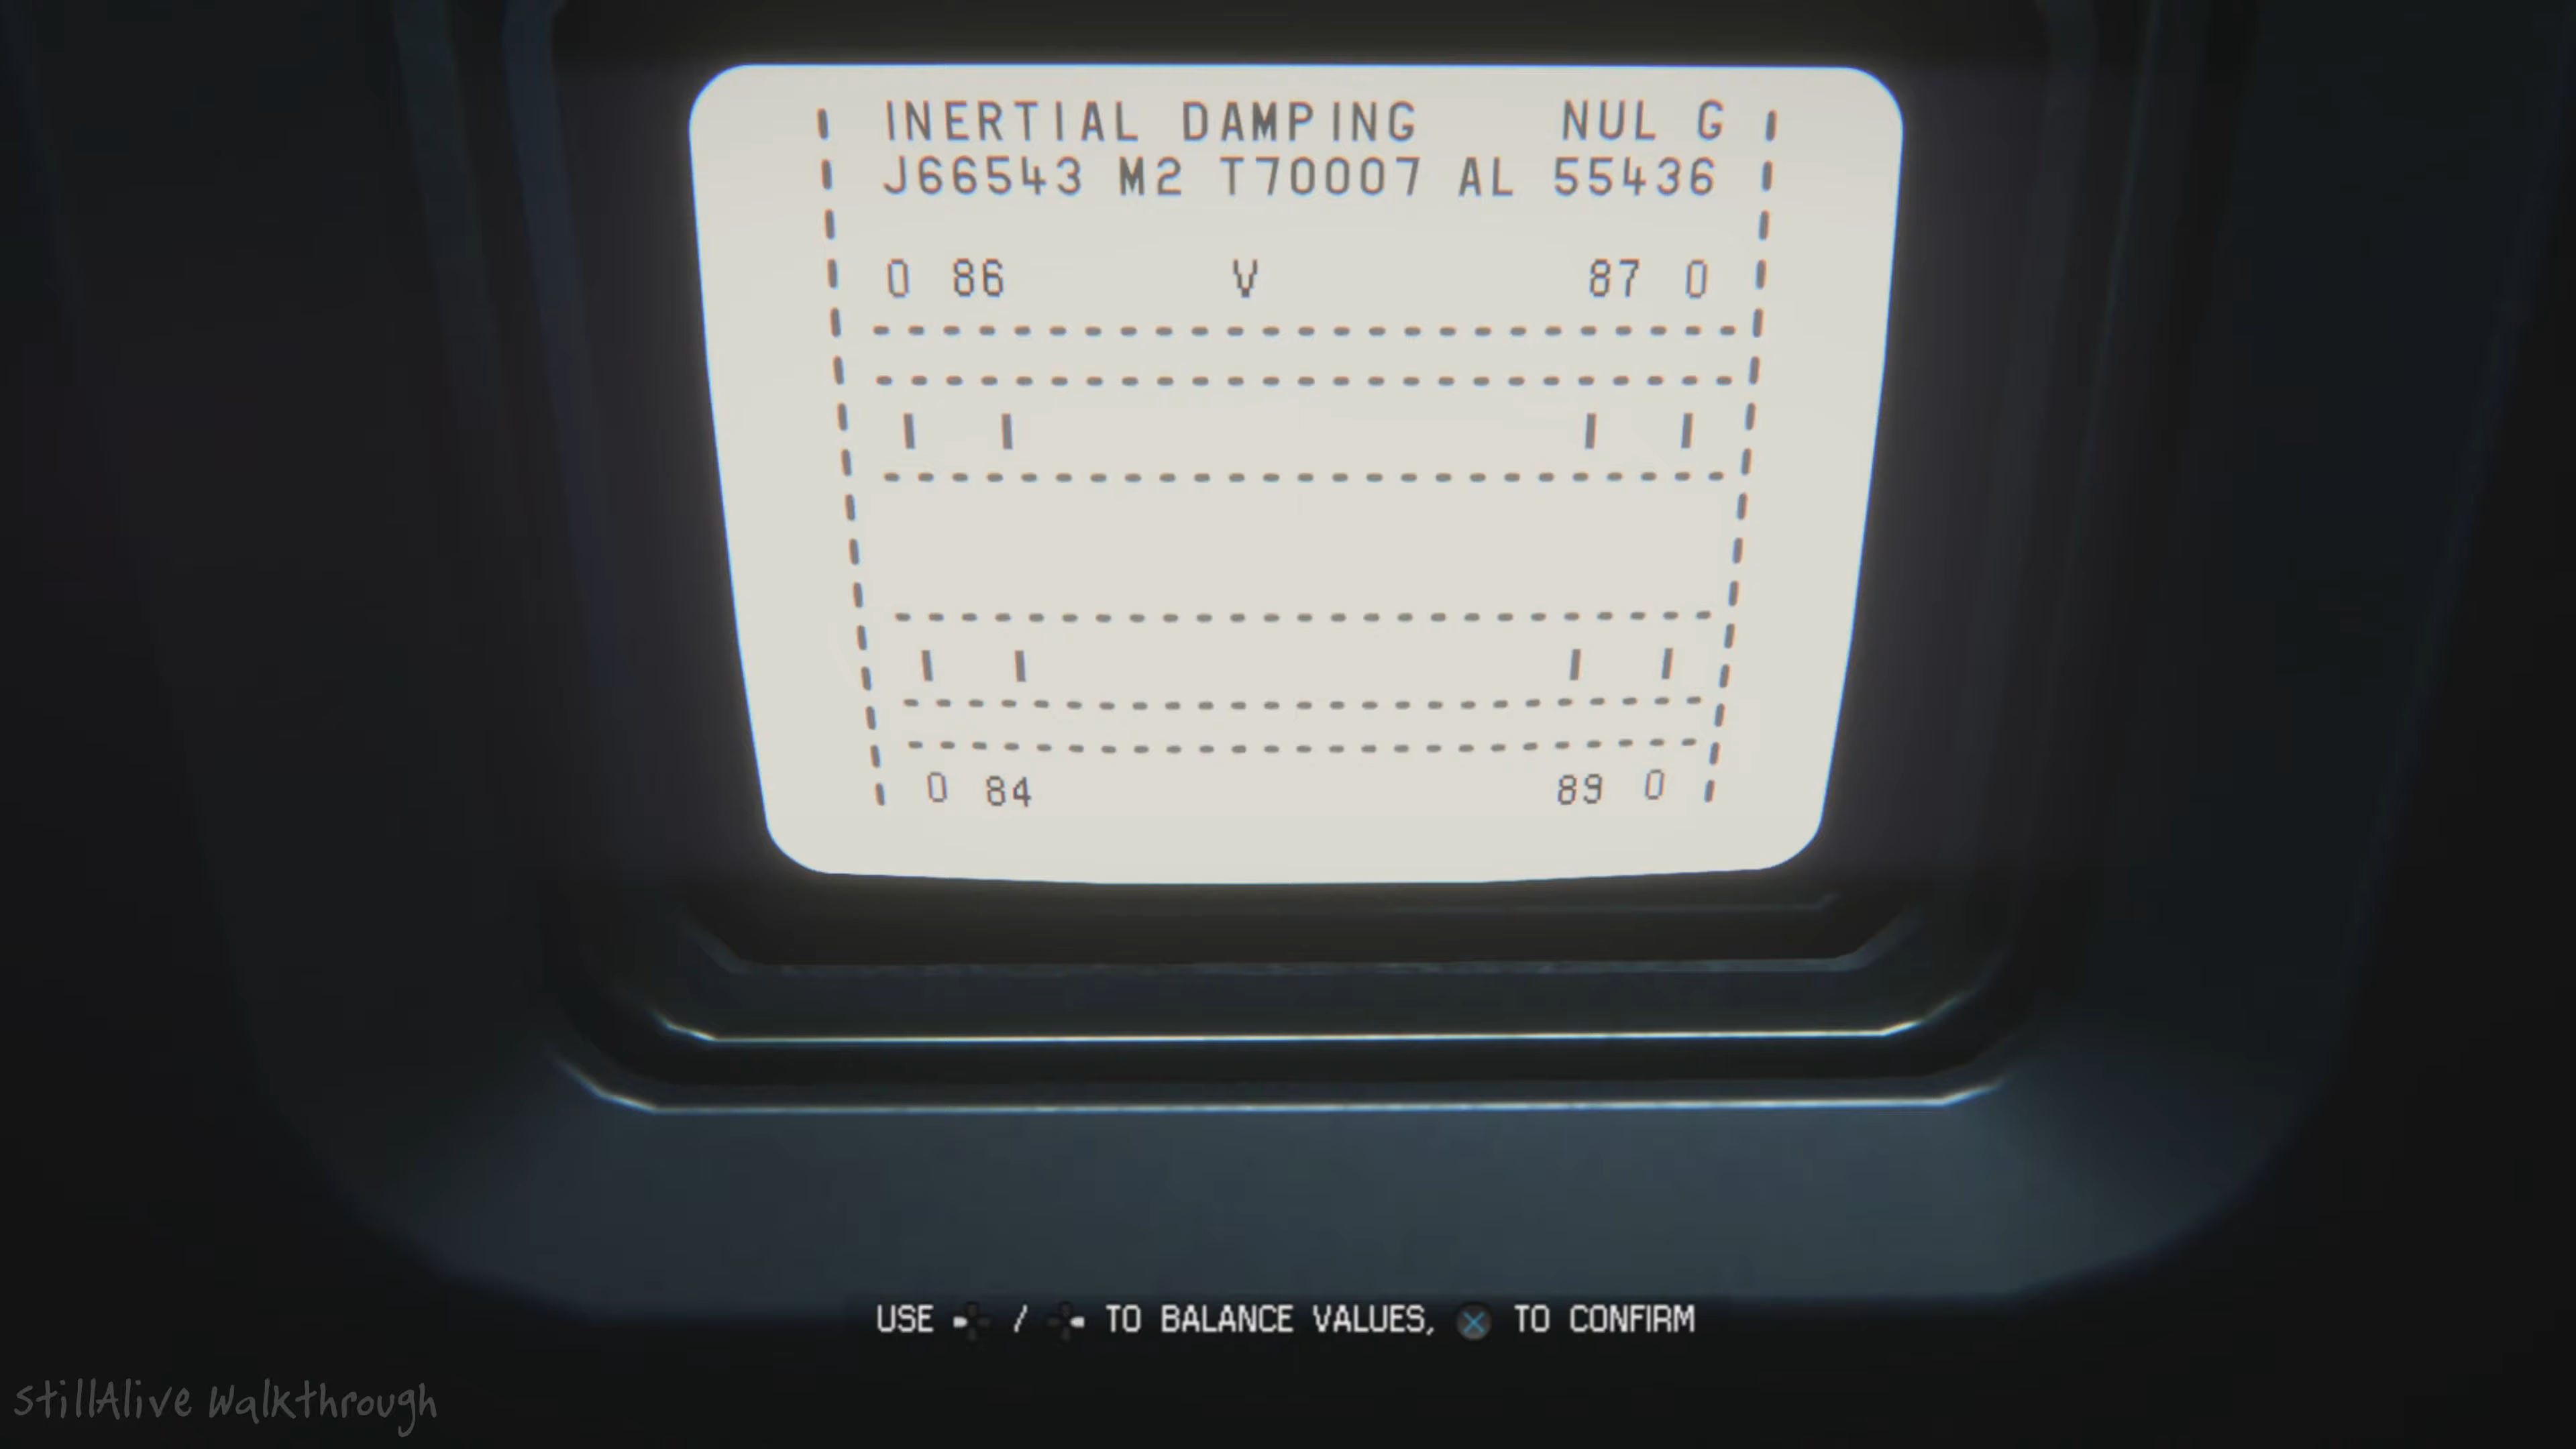 INERTIAL DAMPING NUL G
J66543 M2 T70007 AL 55436
0 86 V 87 0
0 84 89 0
USE / TO BALANCE VALUES, TO CONFIRM
StillAlive Walkthrough